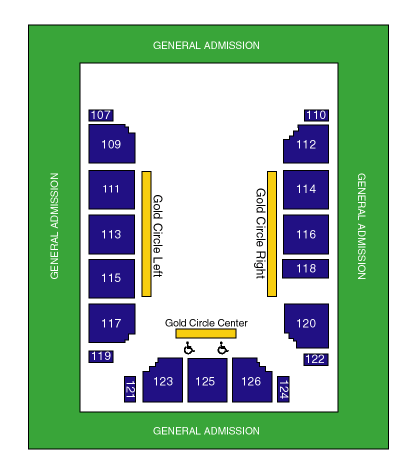 GENERAL ADMISSION
107
110
109
112
GENERAL ADMISSION
111
Gold Circle Left
Gold Circle Right
114
GENERAL ADMISSION
113
116
115
118
117
Gold Circle Center
120
119
122
121
123
125
126
124
GENERAL ADMISSION